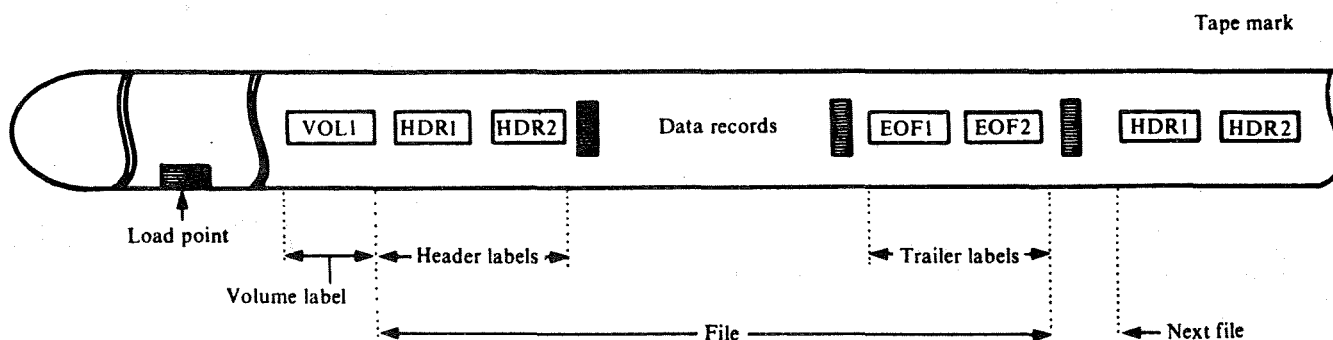 Tape mark
VOL1 HDR1 HDR2 Data records EOF1 EOF2 HDR1 HDR2
Load point
Header labels
Trailer labels
Volume label
File
Next file